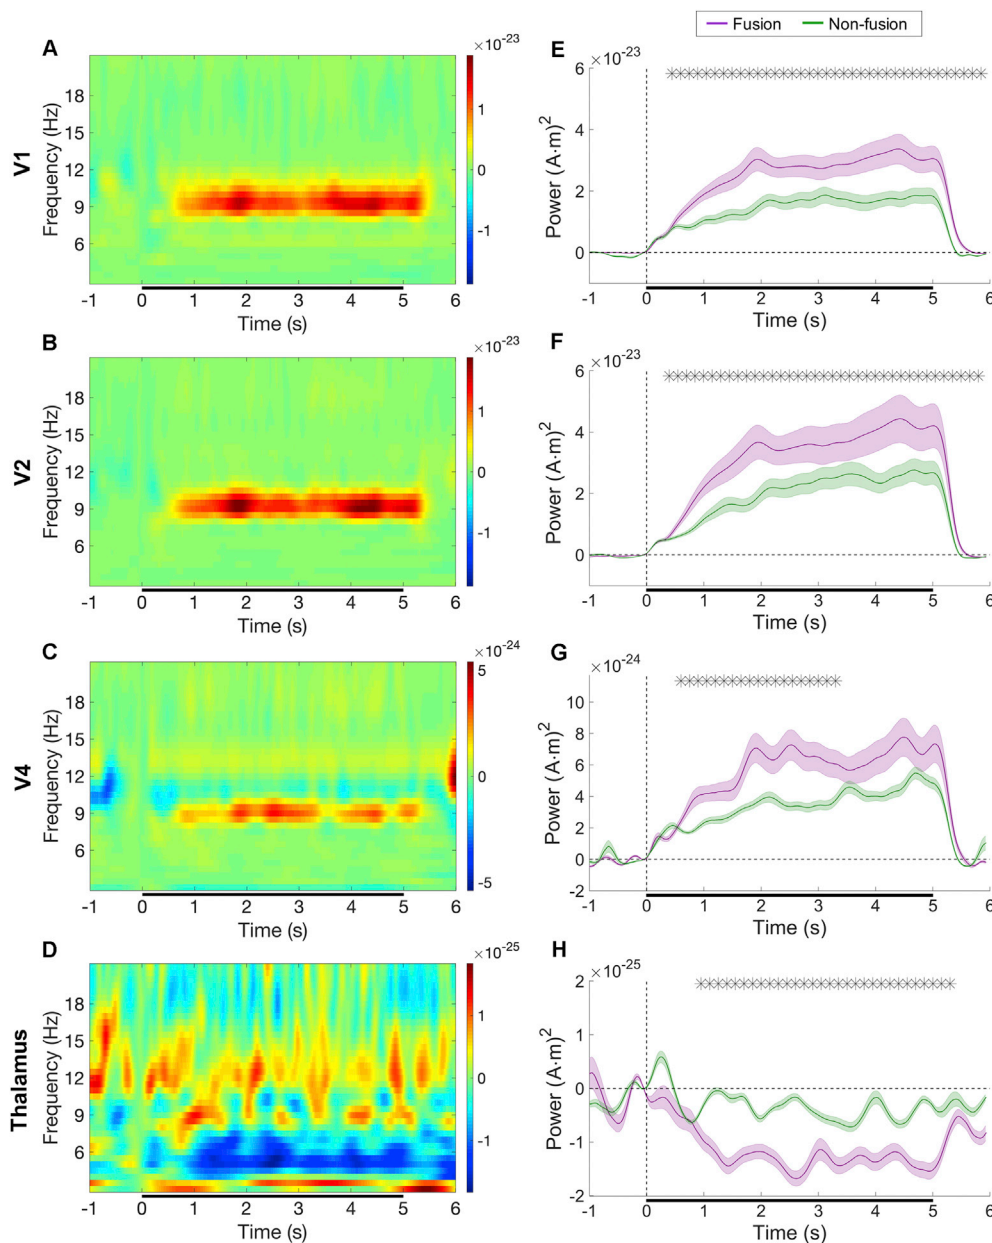 Fusion Non-fusion
A
×10-23
V1
Frequency (Hz)
18
15
12
9
6
1
0
-1
-1 0 1 2 3 4 5 6
Time (s)
E
×10-23
Power (A·m)2
6
4
2
0
-1 0 1 2 3 4 5 6
Time (s)
B
×10-23
V2
Frequency (Hz)
18
15
12
9
6
1
0
-1
-1 0 1 2 3 4 5 6
Time (s)
F
×10-23
Power (A·m)2
6
4
2
0
-1 0 1 2 3 4 5 6
Time (s)
C
×10-24
V4
Frequency (Hz)
18
15
12
9
6
5
0
-5
-1 0 1 2 3 4 5 6
Time (s)
G
×10-24
Power (A·m)2
10
8
6
4
2
0
-2
-1 0 1 2 3 4 5 6
Time (s)
D
×10-25
Thalamus
Frequency (Hz)
18
15
12
9
6
1
0
-1
-1 0 1 2 3 4 5 6
Time (s)
H
×10-25
Power (A·m)2
2
1
0
-1
-2
-1 0 1 2 3 4 5 6
Time (s)